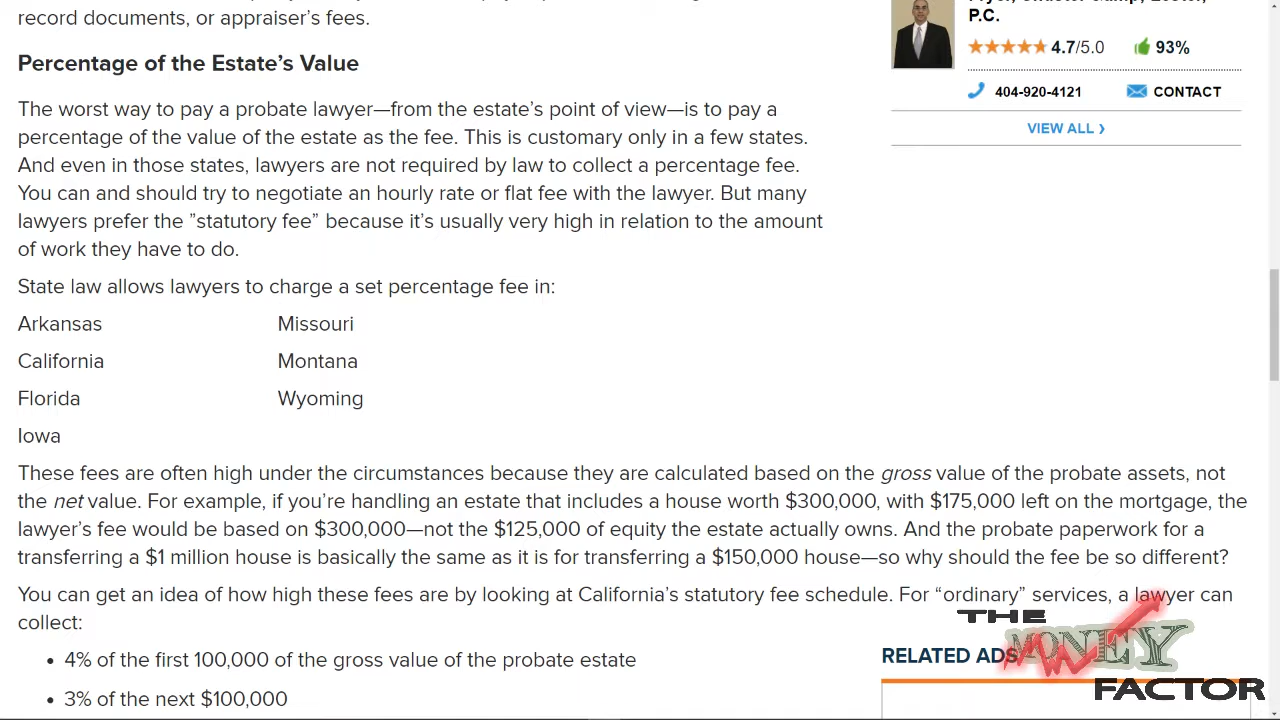 record documents, or appraiser's fees.
P.C.
4.7/5.0 93%
404-920-4121 CONTACT
VIEW ALL ❯
Percentage of the Estate's Value
The worst way to pay a probate lawyer—from the estate's point of view—is to pay a
percentage of the value of the estate as the fee. This is customary only in a few states.
And even in those states, lawyers are not required by law to collect a percentage fee.
You can and should try to negotiate an hourly rate or flat fee with the lawyer. But many
lawyers prefer the ”statutory fee” because it's usually very high in relation to the amount
of work they have to do.
State law allows lawyers to charge a set percentage fee in:
Arkansas Missouri
California Montana
Florida Wyoming
Iowa
These fees are often high under the circumstances because they are calculated based on the gross value of the probate assets, not
the net value. For example, if you're handling an estate that includes a house worth $300,000, with $175,000 left on the mortgage, the
lawyer's fee would be based on $300,000—not the $125,000 of equity the estate actually owns. And the probate paperwork for a
transferring a $1 million house is basically the same as it is for transferring a $150,000 house—so why should the fee be so different?
You can get an idea of how high these fees are by looking at California's statutory fee schedule. For “ordinary” services, a lawyer can
collect:
• 4% of the first 100,000 of the gross value of the probate estate
• 3% of the next $100,000
RELATED ADS
THE
MONEY
FACTOR